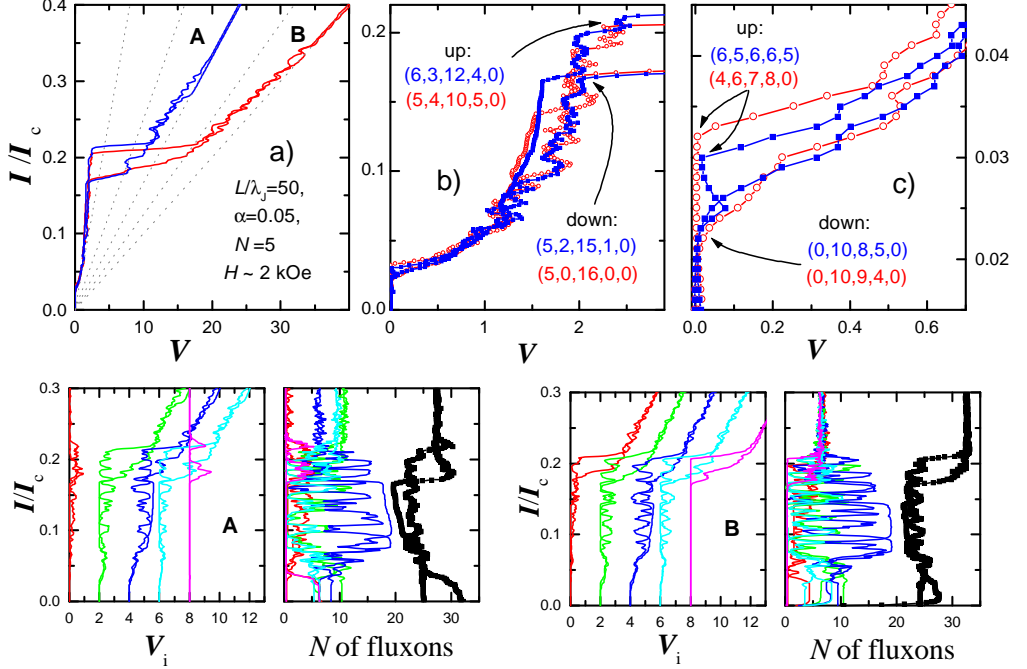 0.4
0.3
0.2
0.1
0.0
I/Ic
0 10 20 30
V
A
B
a)
L/λJ=50,
α=0.05,
N=5
H ~ 2 kOe
0.2
0.1
0.0
0 1 2 3
V
up:
(6,3,12,4,0)
(5,4,10,5,0)
b)
down:
(5,2,15,1,0)
(5,0,16,0,0)
up:
(6,5,6,6,5)
(4,6,7,8,0)
c)
(0,10,8,5,0)
(0,10,9,4,0)
down:
0.04
0.03
0.02
0.0 0.2 0.4 0.6
V
0.3
0.2
0.1
0.0
I/Ic
A
0 2 4 6 8 10 12
Vi
0 10 20 30
N of fluxons
0.3
0.2
0.1
0.0
I/Ic
B
0 2 4 6 8 10 12
Vi
0 10 20 30
N of fluxons